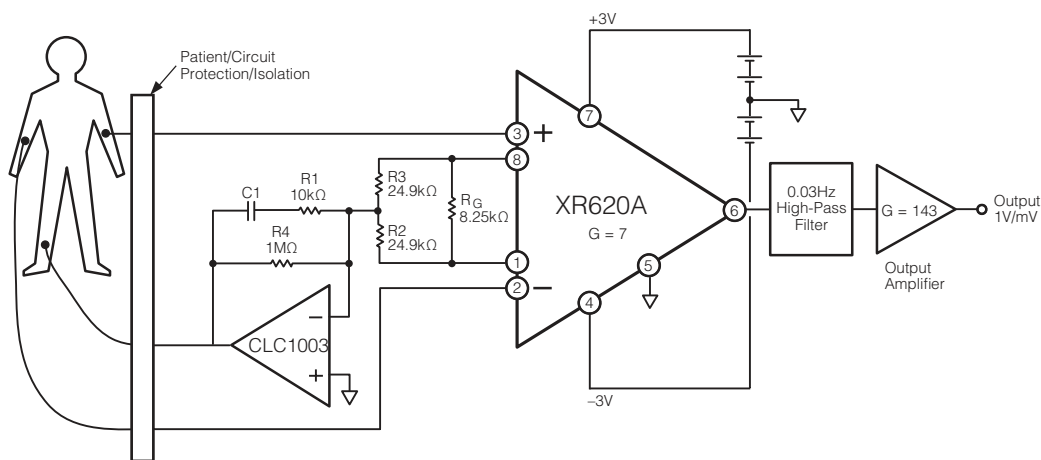 Patient/Circuit
Protection/Isolation
+3V
7
3
+
8
C1
R1
10kΩ
R3
24.9kΩ
RG
8.25kΩ
XR620A
G = 7
6
0.03Hz
High-Pass
Filter
G = 143
Output
1V/mV
R4
1MΩ
R2
24.9kΩ
1
2
–
5
4
Output
Amplifier
–
CLC1003
+
–3V